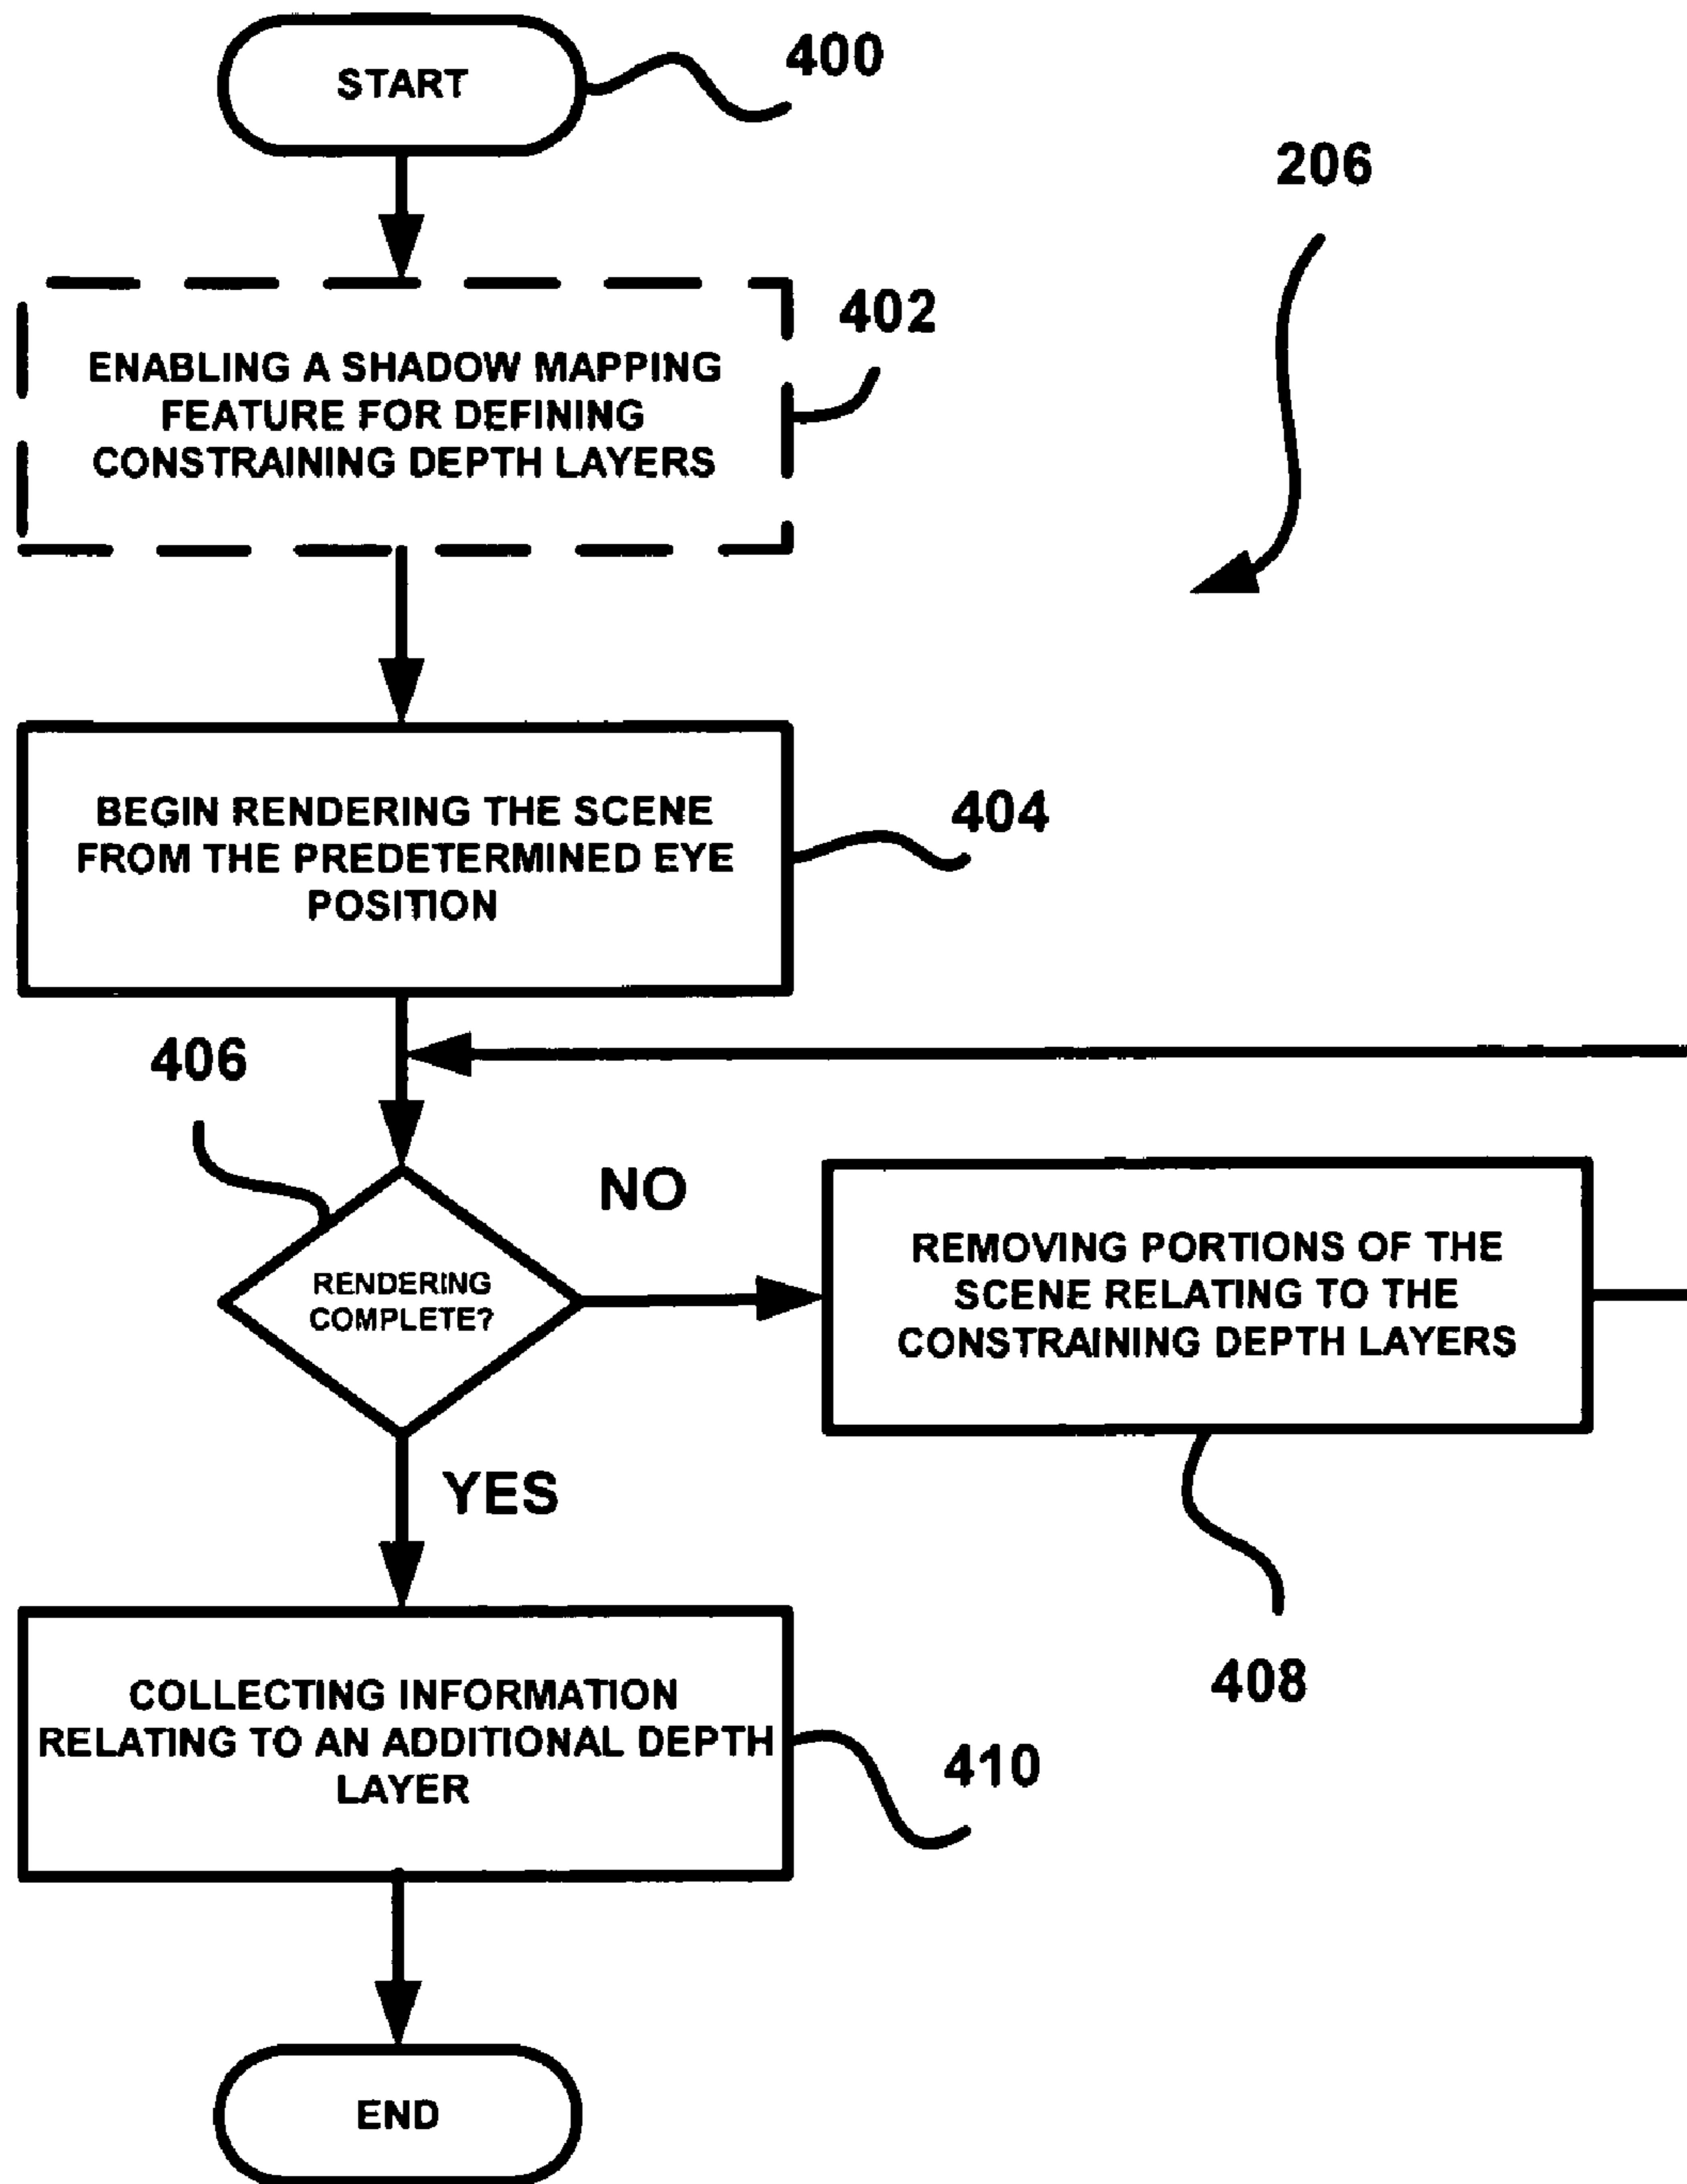 START
400
206
402
ENABLING A SHADOW MAPPING
FEATURE FOR DEFINING
CONSTRAINING DEPTH LAYERS
BEGIN RENDERING THE SCENE
FROM THE PREDETERMINED EYE
POSITION
404
406
RENDERING
COMPLETE?
NO
REMOVING PORTIONS OF THE
SCENE RELATING TO THE
CONSTRAINING DEPTH LAYERS
408
YES
COLLECTING INFORMATION
RELATING TO AN ADDITIONAL DEPTH
LAYER
410
END